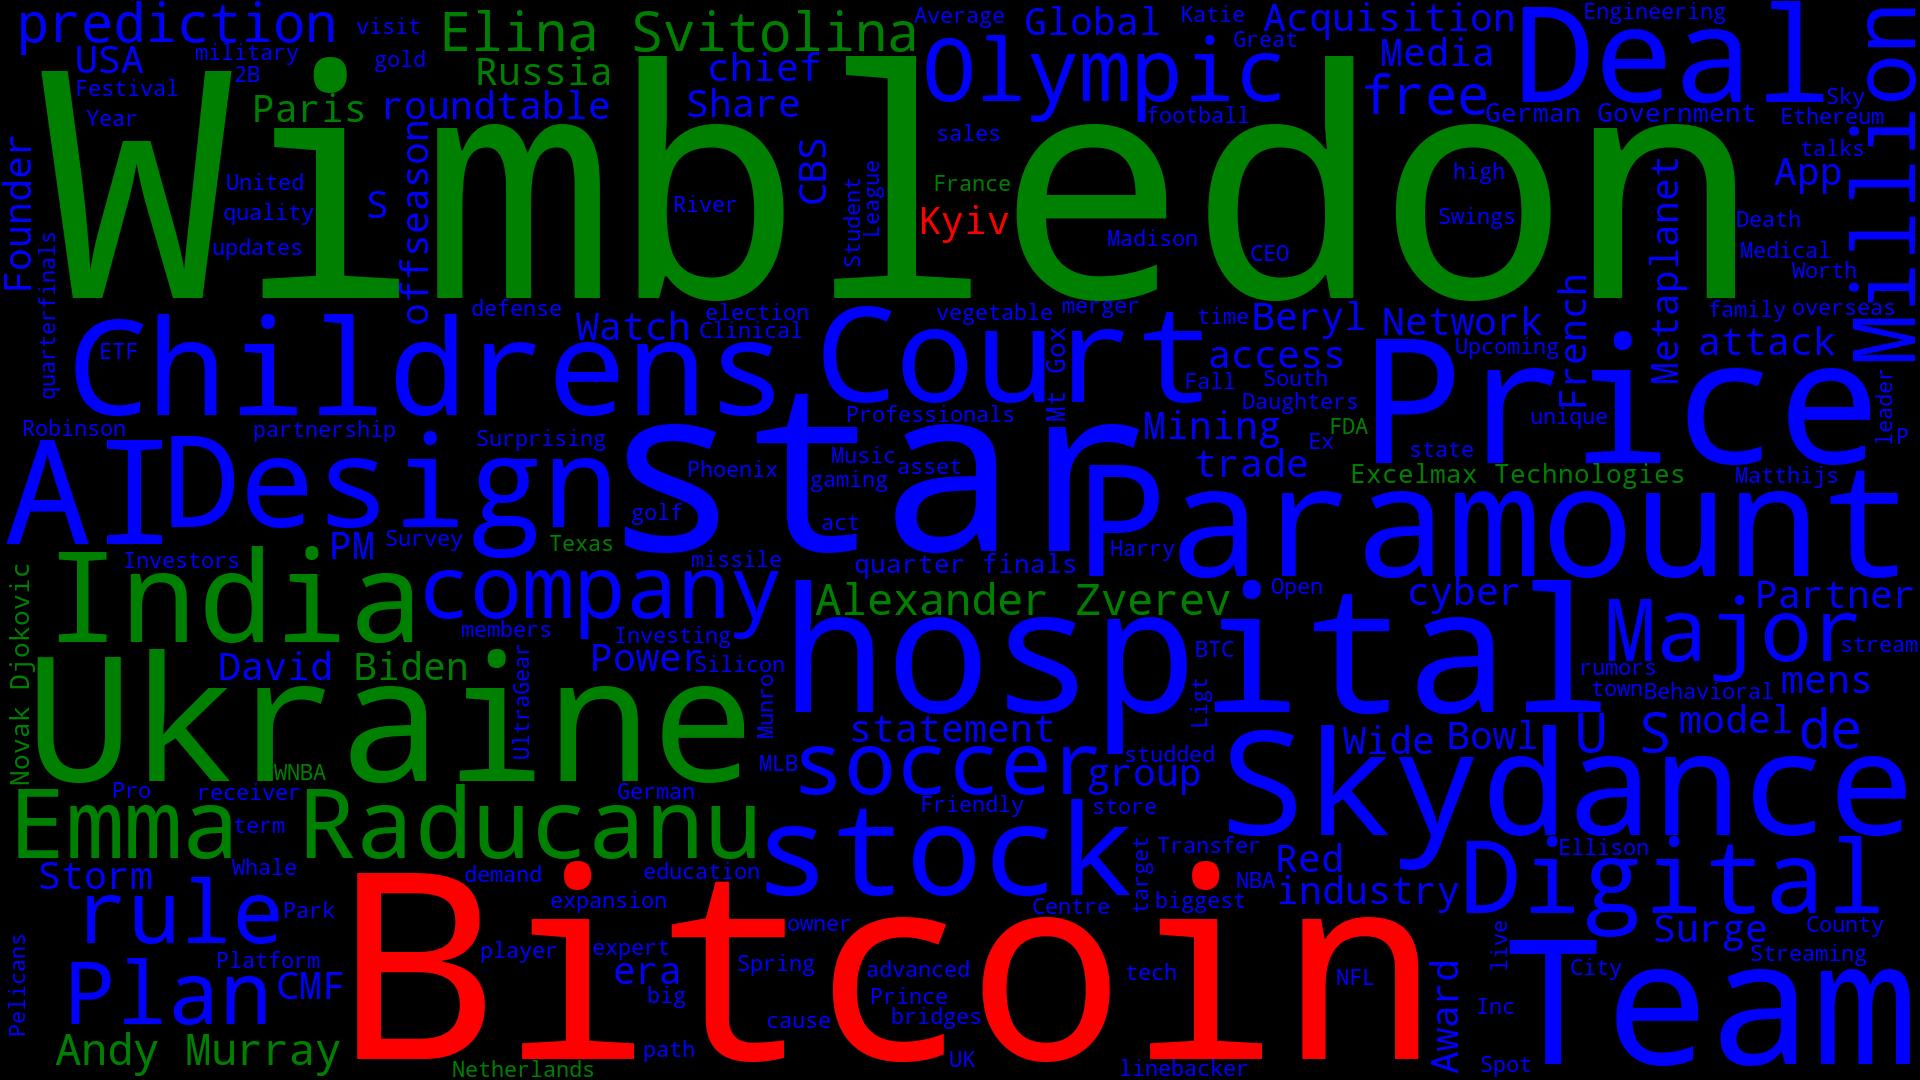 prediction
visit
Elina Svitolina
Average
Global
Katie
Acquisition
Engineering
Deal
Million
USA
military
gold
2B
Russia
chief
Olympic
Great
Media
free
Sky
Festival
Year
Paris
roundtable
Share
football
German
Government
Ethereum
Wimbledon
Founder
United
quality
updates
S
offseason
CBS
River
Student
League
sales
France
Kyiv
Madison
CEO
high
Swings
Metaplanet
talks
App
Death
Medical
Worth
quarterfinals
defense
election
vegetable
merger
time
Beryl
Network
French
family
overseas
ETF
Childrens
Watch
Clinical
Court
Mt Gox
access
Upcoming
Price
attack
leader
P
Fall
South
Daughters
Robinson
partnership
Surprising
star
Professionals
Mining
Ex
FDA
unique
state
AI
Design
Phoenix
Music
gaming
asset
trade
Excelmax Technologies
Matthijs
golf
act
Paramount
PM
Survey
Texas
missile
quarter finals
Harry
Investors
India
company
Alexander Zverev
hospital
Open
cyber
Partner
Novak Djokovic
members
Investing
Major
stream
David
Biden
Power
Silicon
BTC
rumors
town
Behavioral
mens
Ukraine
UltraGear
Munro
Ligt
statement
Wide
Bowl
U S
model
de
WNBA
MLB
soccer
studded
group
Skydance
Pro
receiver
German
Friendly
store
Emma Raducanu
term
stock
Transfer
target
Red
Ellison
Storm
Whale
demand
education
NBA
industry
Digital
rule
Park
Bitcoin
expansion
Centre
biggest
owner
Surge
County
Pelicans
Platform
player
expert
live
Streaming
Plan
CMF
era
Spring
advanced
tech
NFL
Award
City
Team
big
Prince
Inc
cause
bridges
Andy Murray
path
UK
Netherlands
linebacker
Spot